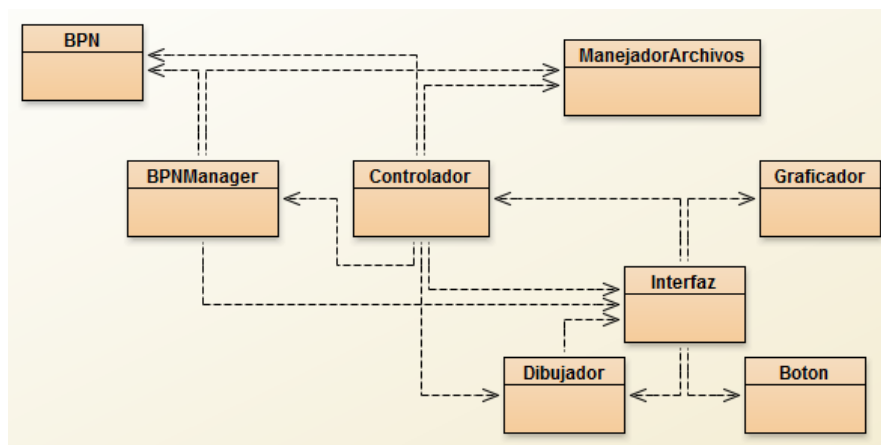 BPN
ManejadorArchivos
BPNManager
Controlador
Graficador
Interfaz
Dibujador
Boton